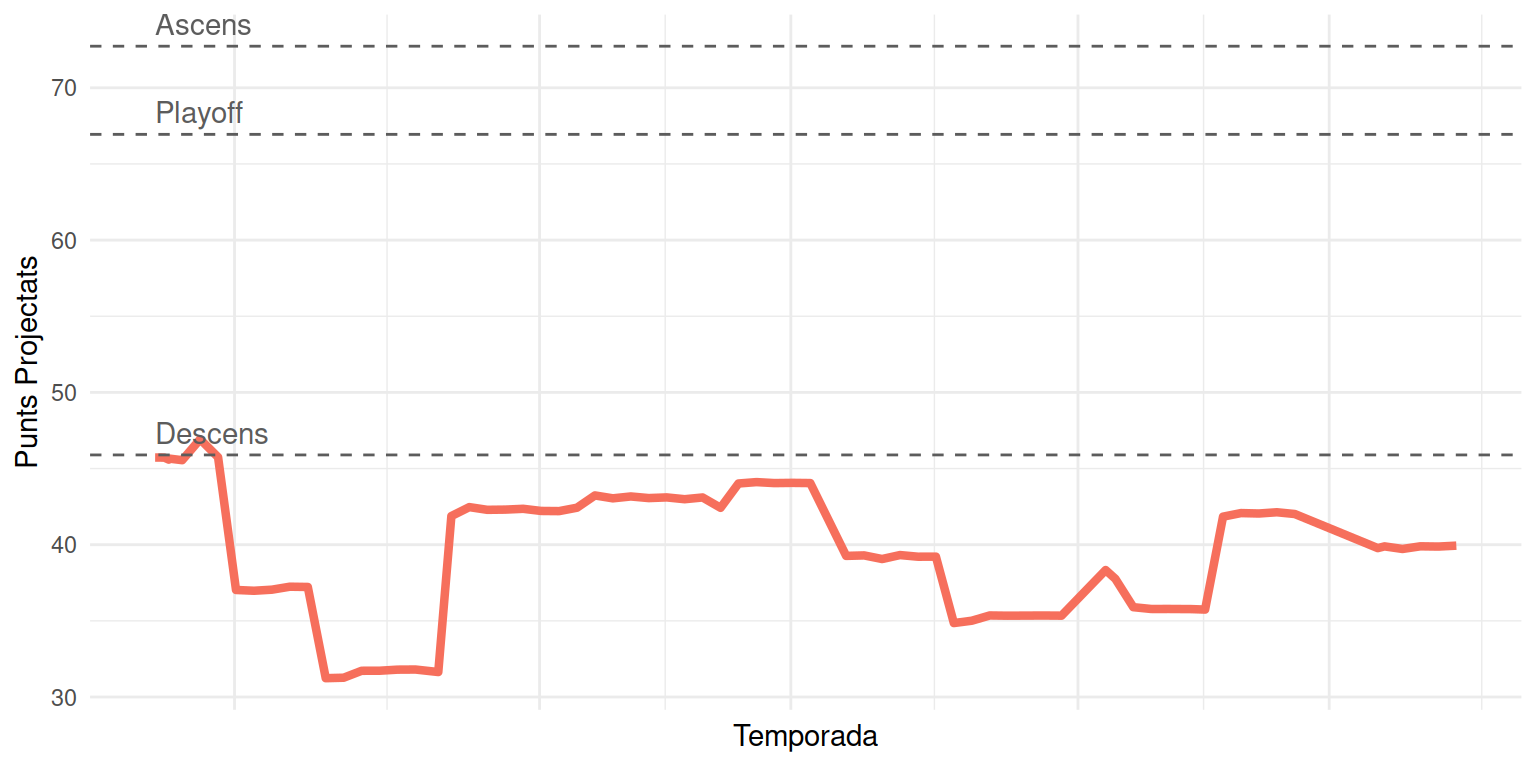 Ascens
70
Playoff
60
Punts Projectats
50
Descens
40
30
Temporada